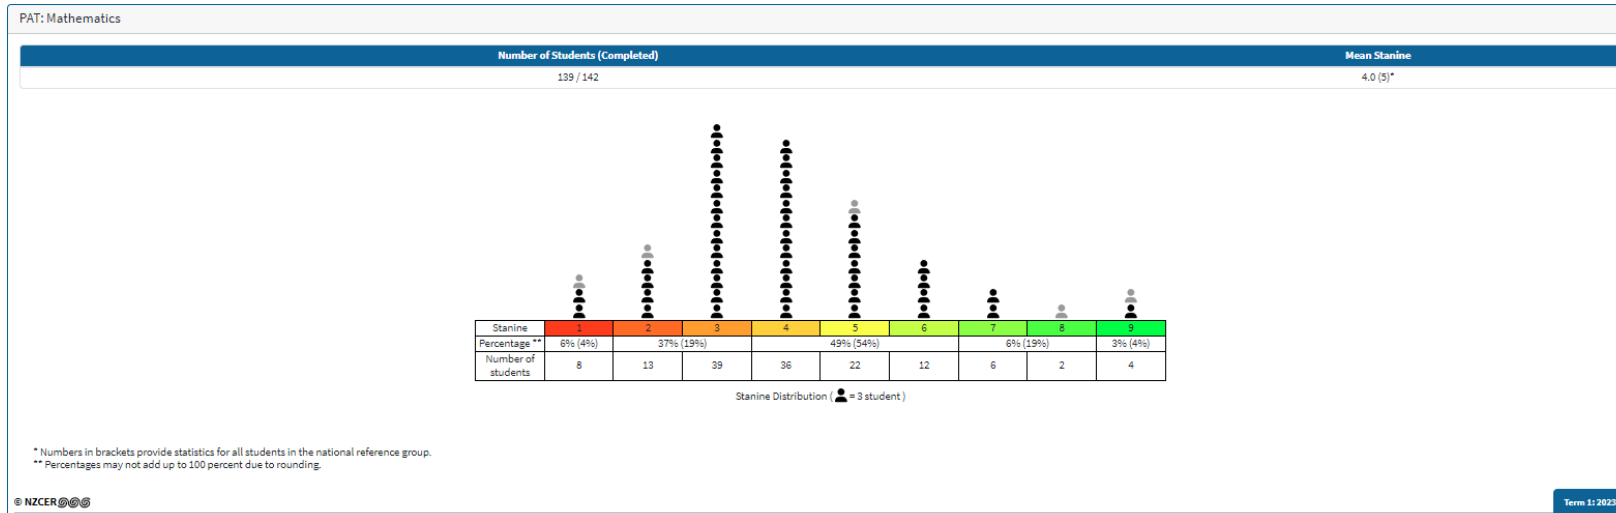 PAT: Mathematics
Number of Students (Completed) Mean Stanine
139 / 142 4.0 (5)*
Stanine 1 2 3 4 5 6 7 8 9
Percentage ** 6% (4%) 37% (19%) 49% (54%) 6% (19%) 3% (4%)
Number of
students 8 13 39 36 22 12 6 2 4
Stanine Distribution ( = 3 student )
* Numbers in brackets provide statistics for all students in the national reference group.
** Percentages may not add up to 100 percent due to rounding.
© NZCER Term 1: 2023